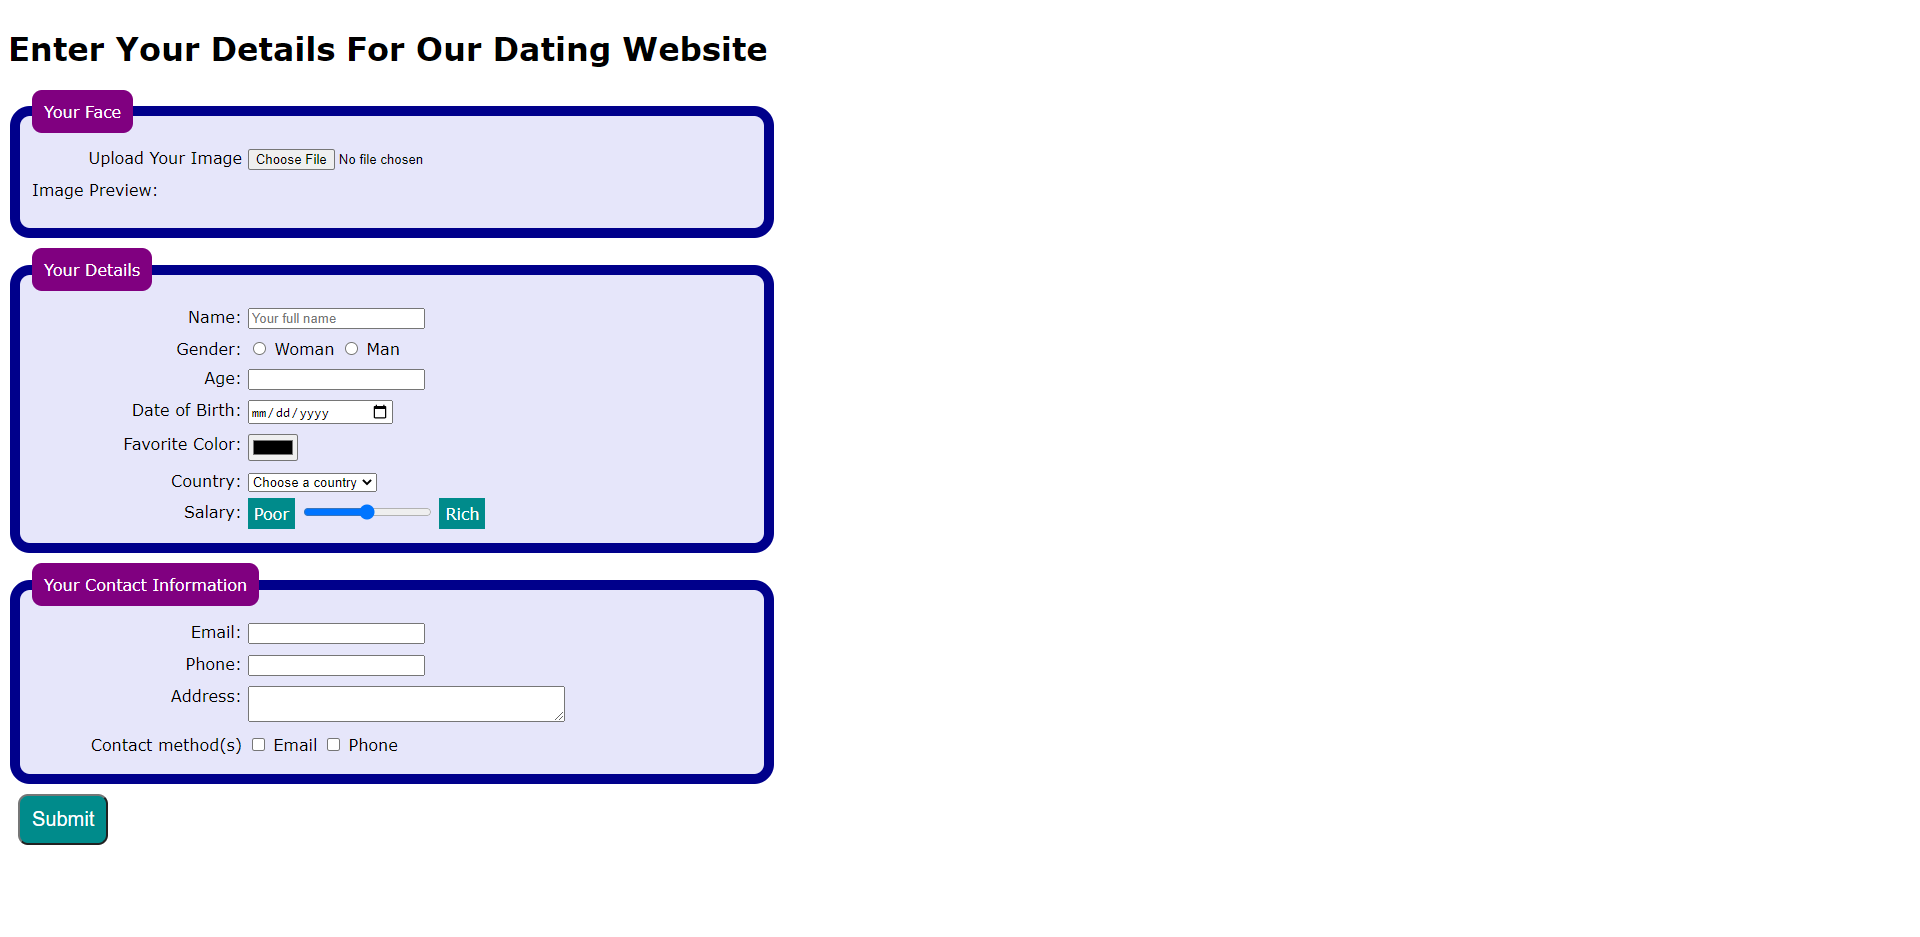 Enter Your Details For Our Dating Website
Your Face
Upload Your Image Choose File No file chosen
Image Preview:
Your Details
Name: Your full name
Gender: Woman Man
Age:
Date of Birth: mm/dd/yyyy
Favorite Color:
Country: Choose a country
Salary: Poor Rich
Your Contact Information
Email:
Phone:
Address:
Contact method(s) Email Phone
Submit